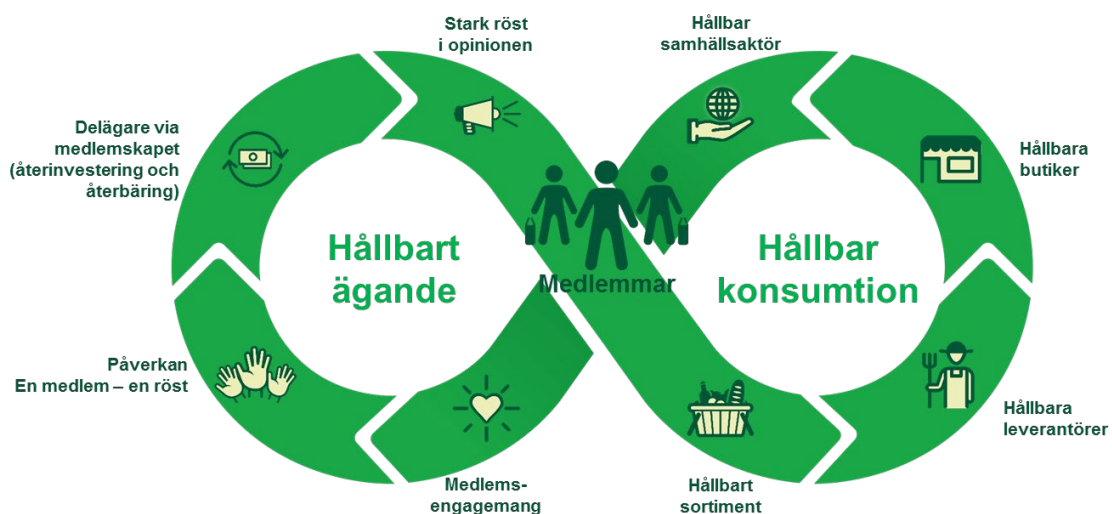 Stark röst
i opinionen
Hållbar
samhällsaktör
Delägare via
medlemskapet
(återinvestering och
återbäring)
Hållbara
butiker
Hållbart
ägande
Medlemmar
Hållbar
konsumtion
Påverkan
En medlem – en röst
Hållbara
leverantörer
Medlems-
engagemang
Hållbart
sortiment